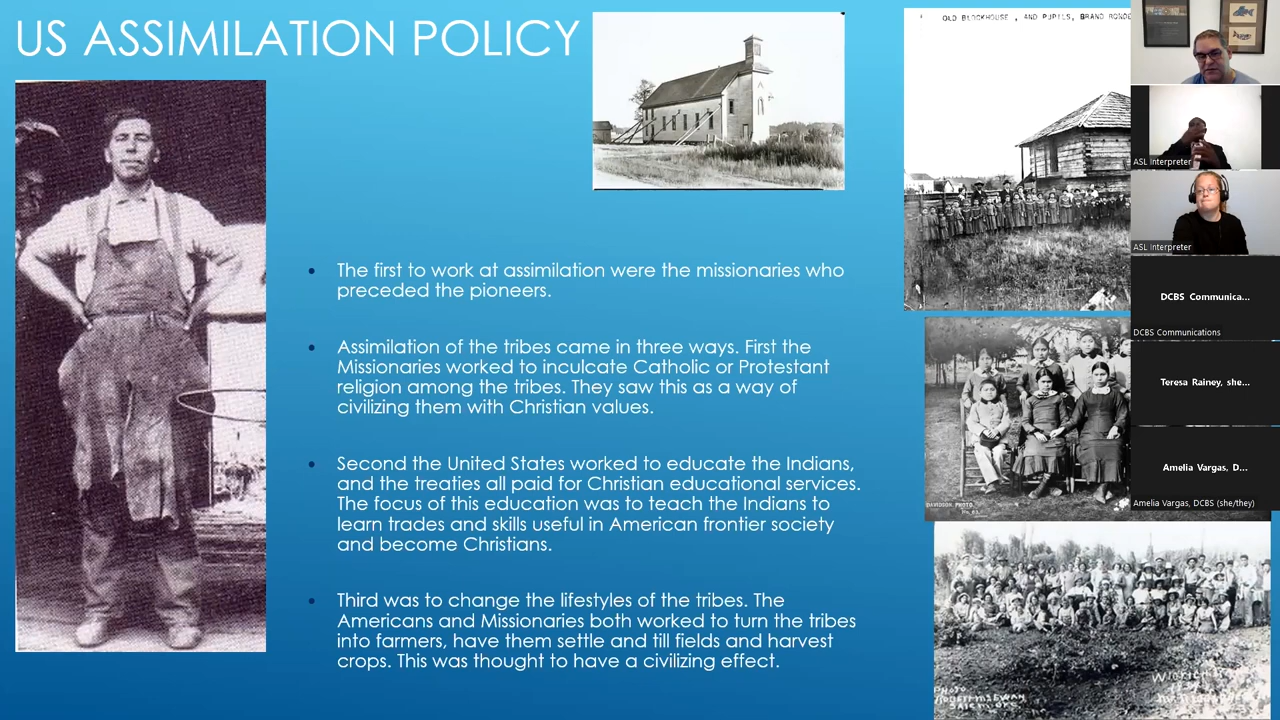 US ASSIMILATION POLICY
OLD BLOCKHOUSE , AND PUPILS, GRAND RONDE
• The first to work at assimilation were the missionaries who
preceded the pioneers.
• Assimilation of the tribes came in three ways. First the
Missionaries worked to inculcate Catholic or Protestant
religion among the tribes. They saw this as a way of
civilizing them with Christian values.
• Second the United States worked to educate the Indians,
and the treaties all paid for Christian educational services.
The focus of this education was to teach the Indians to
learn trades and skills useful in American frontier society
and become Christians.
• Third was to change the lifestyles of the tribes. The
Americans and Missionaries both worked to turn the tribes
into farmers, have them settle and till fields and harvest
crops. This was thought to have a civilizing effect.
DAVIDSON PHOTO
PHOTO
SALEM, ORE
ASL Interpreter
ASL Interpreter
DCBS Communica...
DCBS Communications
Teresa Rainey, she...
Amelia Vargas, D...
Amelia Vargas, DCBS (she/they)